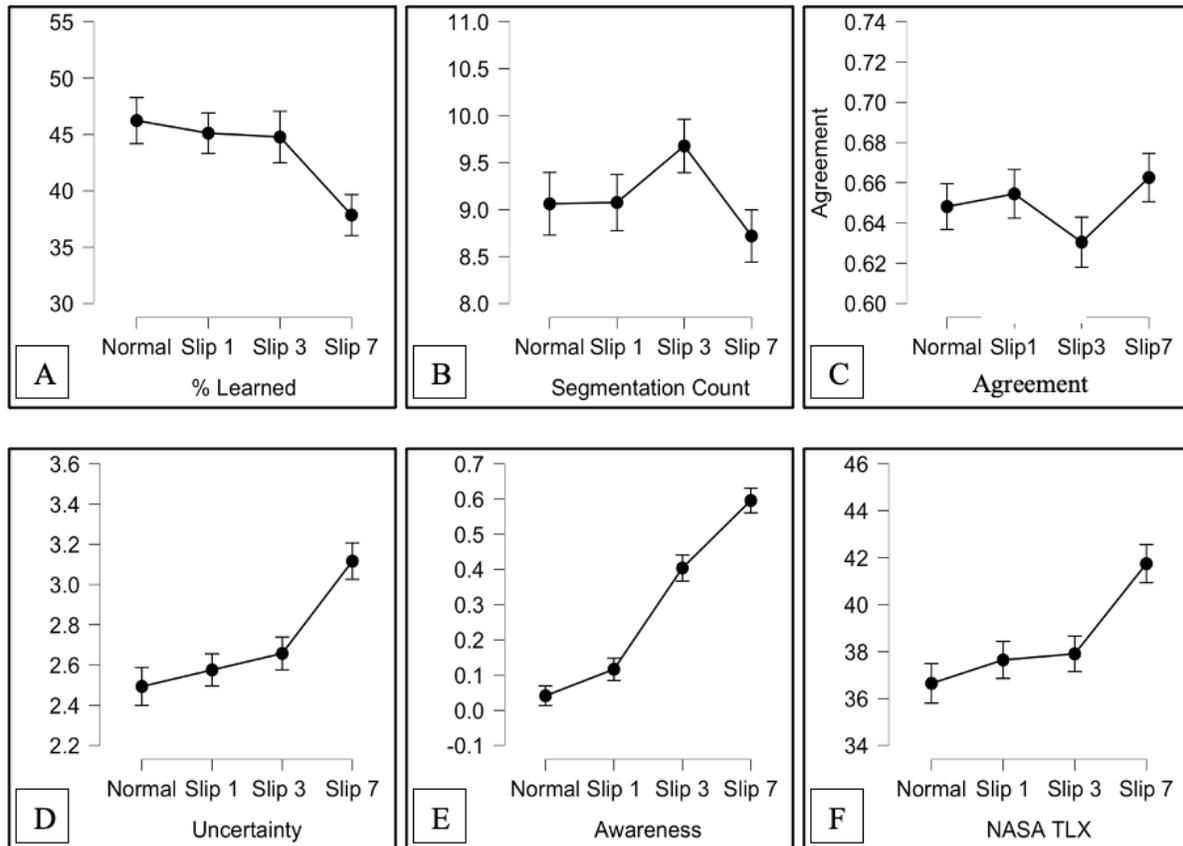 55
50
45
40
35
30
Normal Slip 1 Slip 3 Slip 7
A
% Learned
11.0
10.5
10.0
9.5
9.0
8.5
8.0
Normal Slip 1 Slip 3 Slip 7
B
Segmentation Count
0.74
0.72
0.70
0.68
0.66
0.64
0.62
0.60
Agreement
Normal Slip1 Slip3 Slip7
C
Agreement
3.6
3.4
3.2
3.0
2.8
2.6
2.4
2.2
Normal Slip 1 Slip 3 Slip 7
D
Uncertainty
0.7
0.6
0.5
0.4
0.3
0.2
0.1
0.0
-0.1
Normal Slip 1 Slip 3 Slip 7
E
Awareness
46
44
42
40
38
36
34
Normal Slip 1 Slip 3 Slip 7
F
NASA TLX